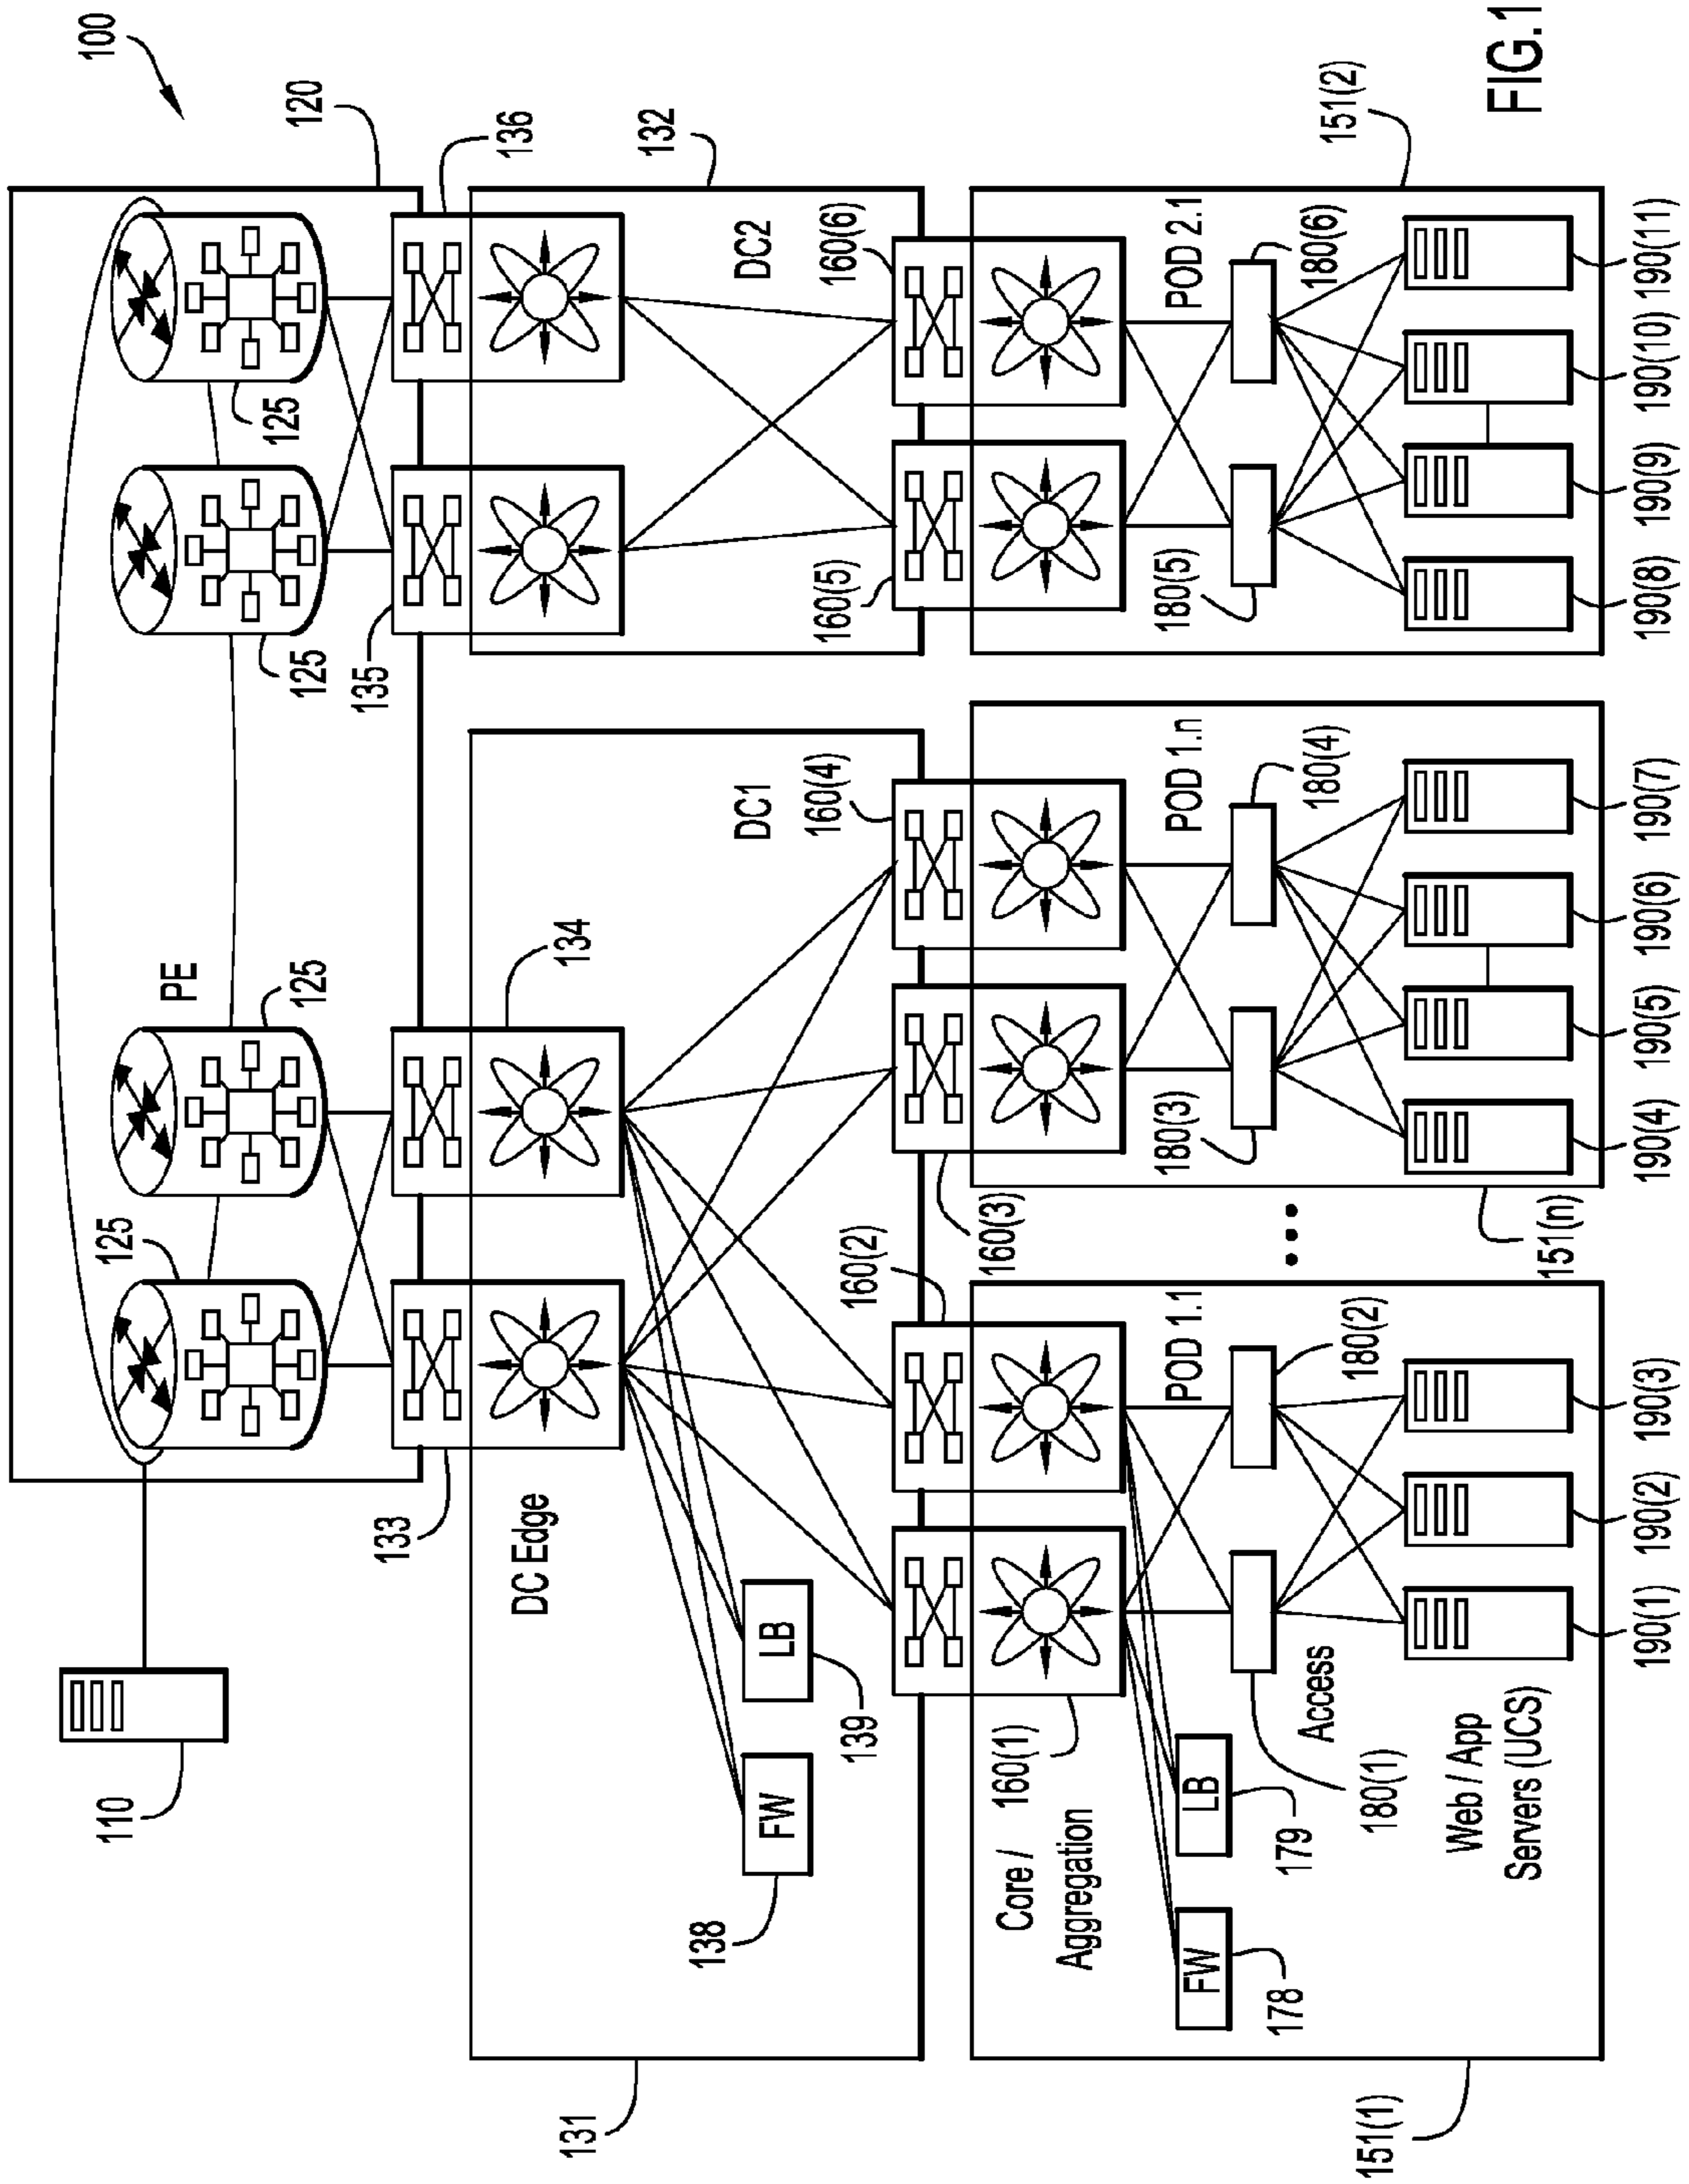 100
110
125
PE
125
125
125
120
133
135
136
DC Edge
131
134
132
138
FW
LB
DC1
DC2
139
160(2)
160(4)
160(5)
160(6)
Core /
Aggregation
160(1)
160(3)
FW
LB
POD 1.1
POD 1.n
POD 2.1
180(3)
180(5)
178
179
180(4)
180(6)
Access
180(1)
180(2)
151(1)
151(2)
Web / App
Servers (UCS)
151(n)
190(1)
190(2)
190(3)
190(4)
190(5)
190(6)
190(7)
190(8)
190(9)
190(10)
190(11)
FIG.1